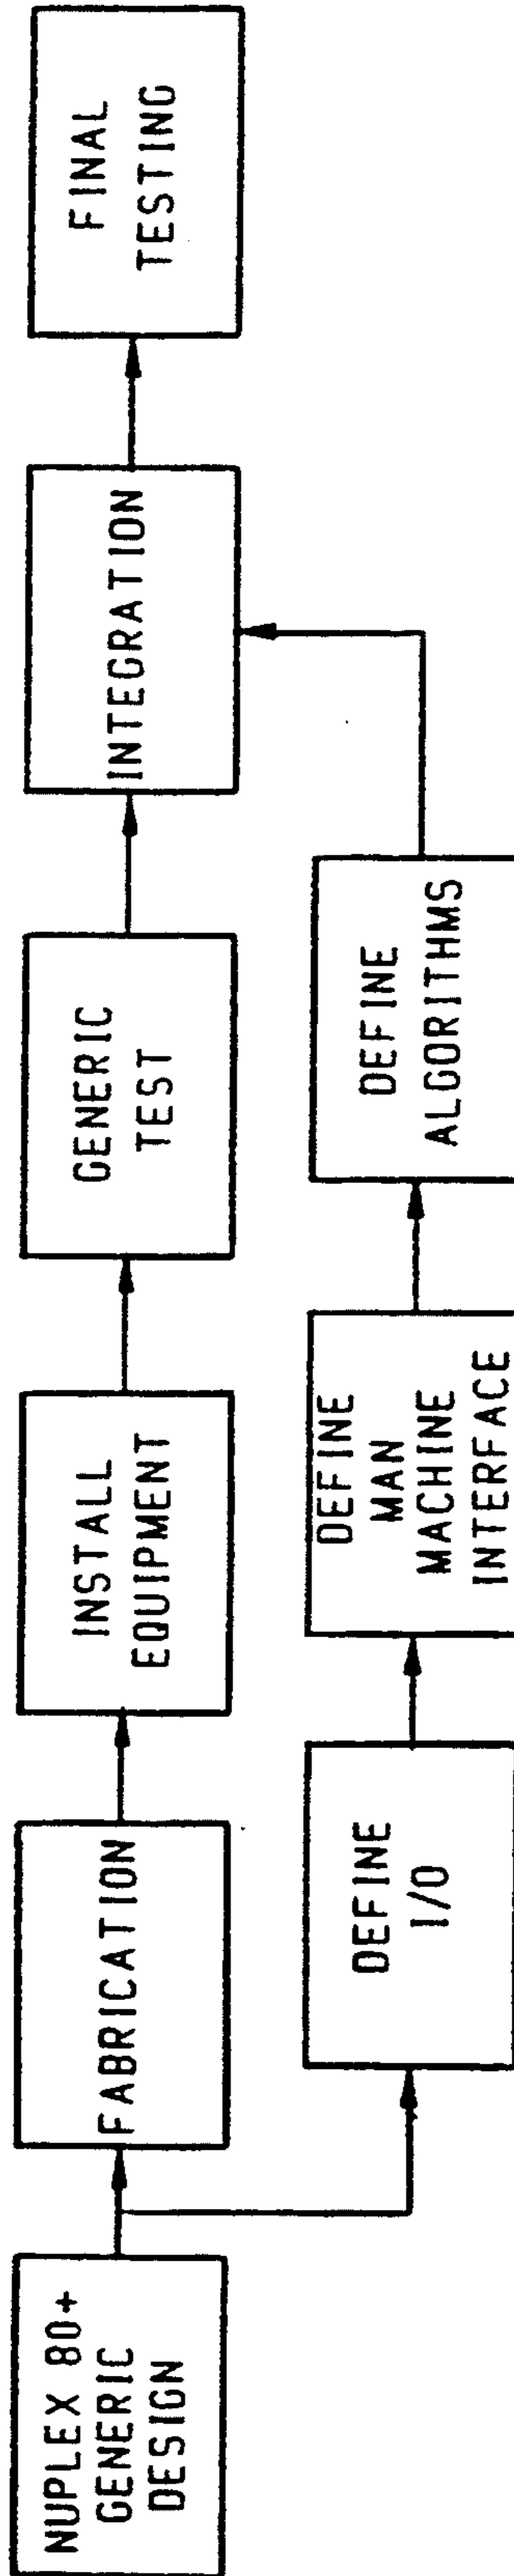 NUPLEX 80+
GENERIC
DESIGN
FABRICATION
INSTALL
EQUIPMENT
GENERIC
TEST
INTEGRATION
FINAL
TESTING
DEFINE
I/O
DEFINE
MAN
MACHINE
INTERFACE
DEFINE
ALGORITHMS